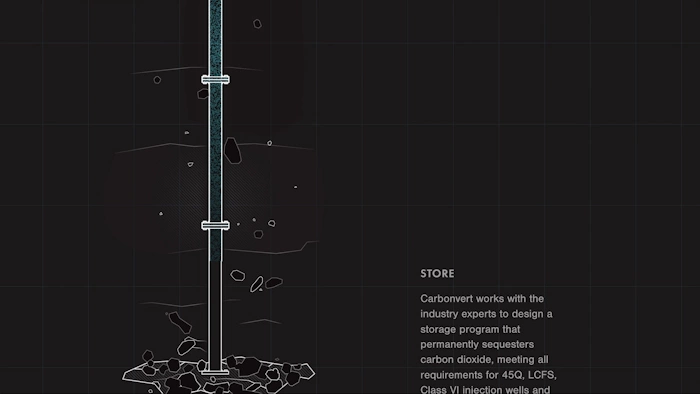 STORE
Carbonvert works with the
industry experts to design a
storage program that
permanently sequesters
carbon dioxide, meeting all
requirements for 45Q, LCFS,
Class VI injection wells and